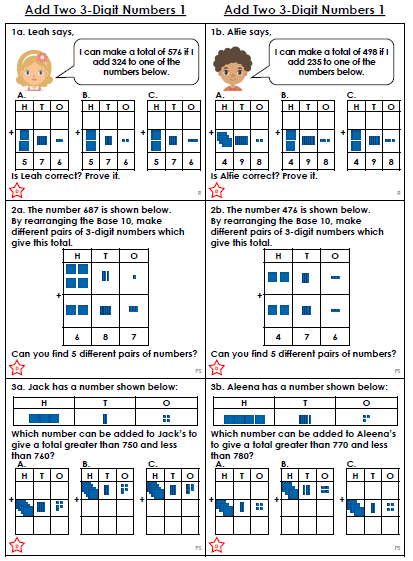 Add Two 3-Digit Numbers 1
Add Two 3-Digit Numbers 1
1a. Leah says,
I can make a total of 576 if I
add 324 to one of the
numbers below.
A. B. C.
H T O H T O H T O
+ + +
5 7 6 5 7 6 5 7 6
Is Leah correct? Prove it.
D
R
1b. Alfie says,
I can make a total of 498 if I
add 235 to one of the
numbers below.
A. B. C.
H T O H T O H T O
+ + +
4 9 8 4 9 8 4 9 8
Is Alfie correct? Prove it.
D
R
2a. The number 687 is shown below.
By rearranging the Base 10, make
different pairs of 3-digit numbers which
give this total.
H T O
+
6 8 7
Can you find 5 different pairs of numbers?
D
PS
2b. The number 476 is shown below.
By rearranging the Base 10, make
different pairs of 3-digit numbers which
give this total.
H T O
+
4 7 6
Can you find 5 different pairs of numbers?
D
PS
3a. Jack has a number shown below:
H T O
Which number can be added to Jack’s to
give a total greater than 750 and less
than 760?
A. B. C.
H T O H T O H T O
+ + +
D
PS
3b. Aleena has a number shown below:
H T O
Which number can be added to Aleena’s
to give a total greater than 770 and less
than 780?
A. B. C.
H T O H T O H T O
+ + +
D
PS